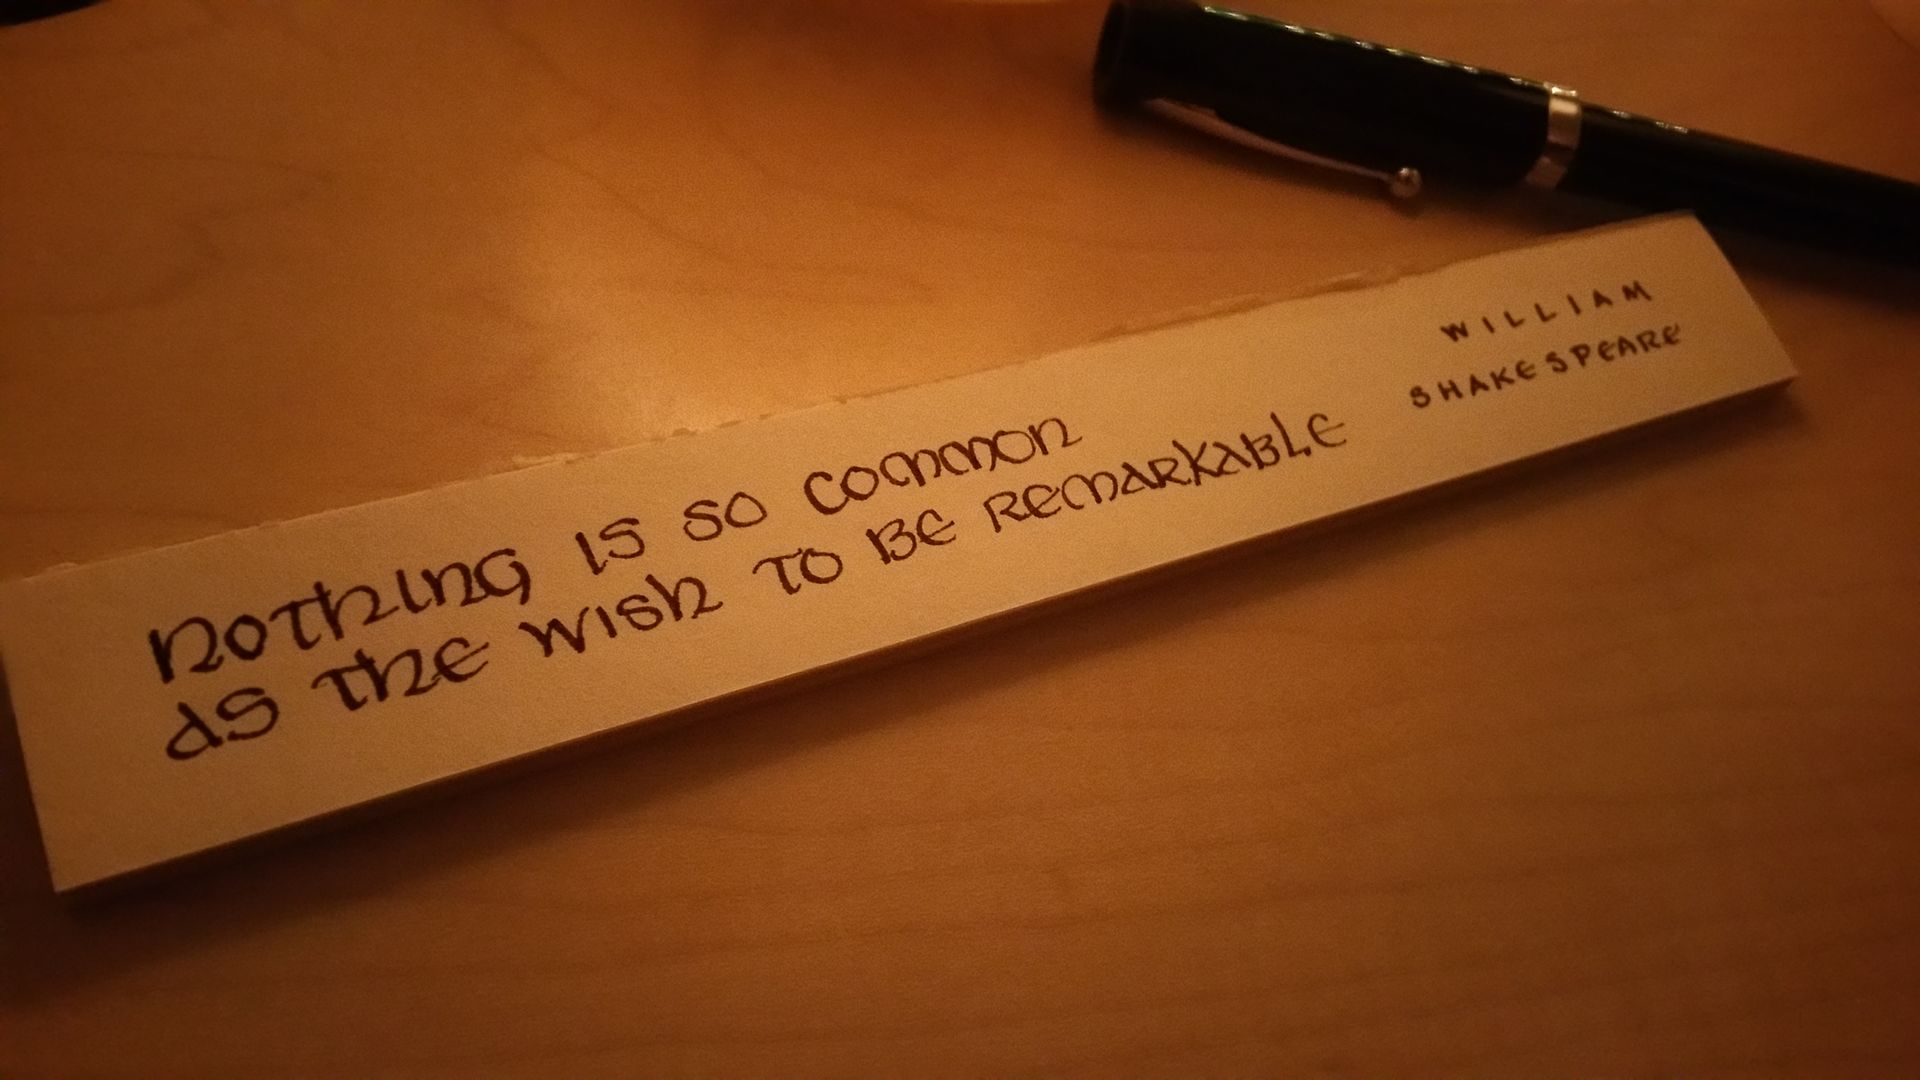 NOTHING IS SO COMMON
AS THE WISH TO BE REMARKABLE
WILLIAM
SHAKESPEARE